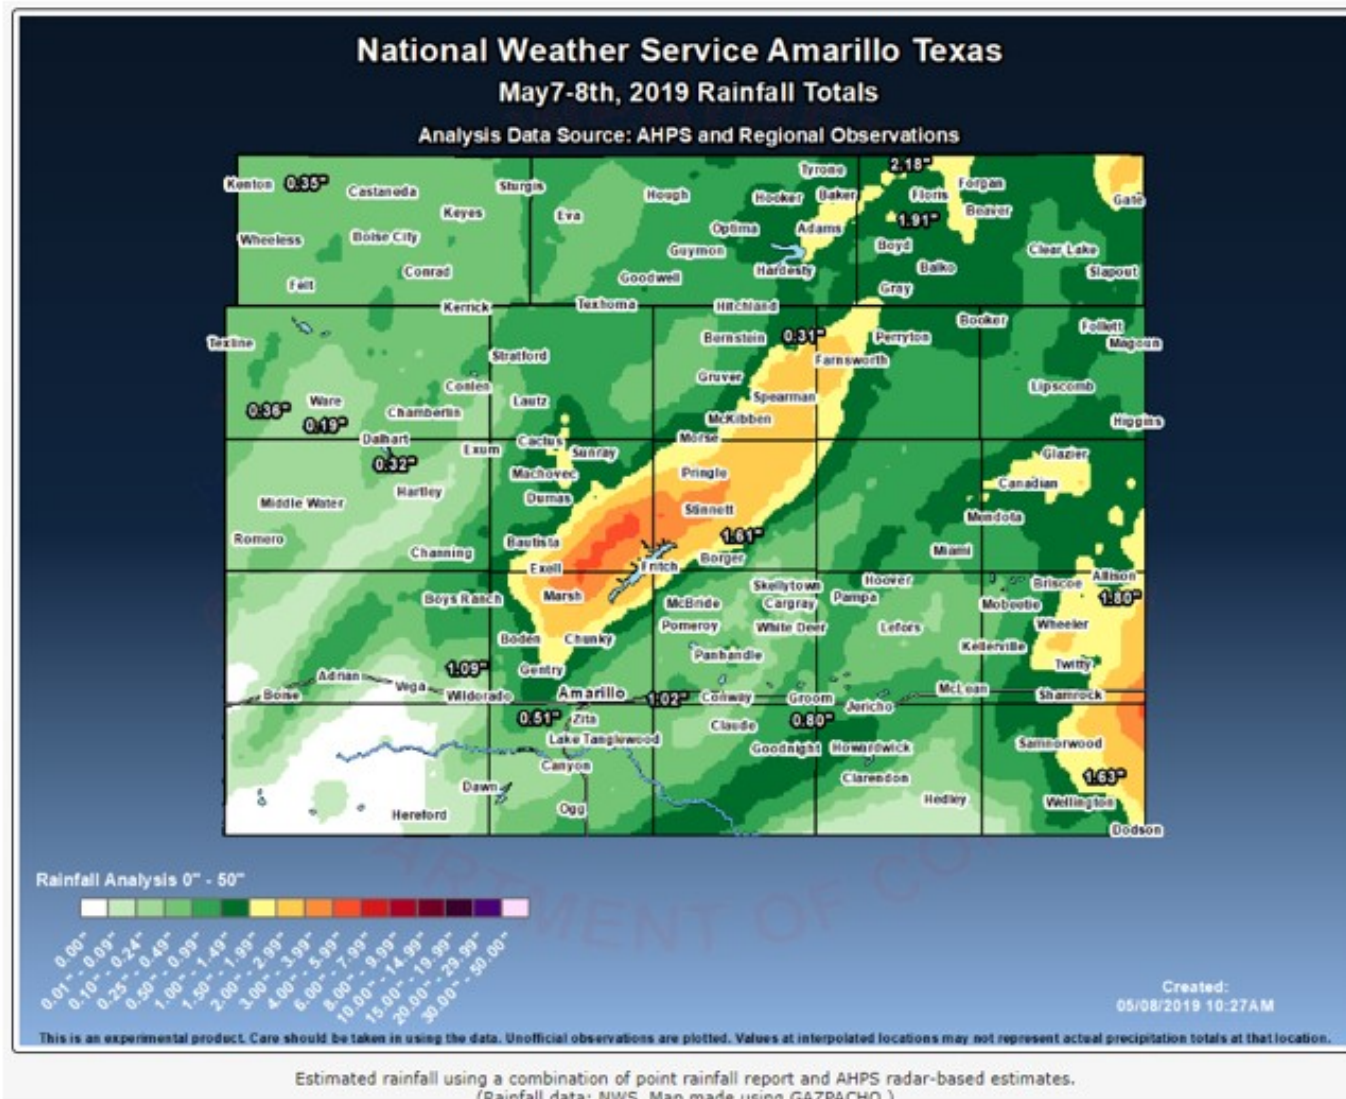 National Weather Service Amarillo Texas
May7-8th, 2019 Rainfall Totals
Analysis Data Source: AHPS and Regional Observations
Tyrone 2.18"
Kenton 0.35" Castaneda Sturgis Hough Hooker Baker Floris Forgan Gate
Keyes Eva Optima Adams 1.91" Beaver
Wheeless Boise City Guymon Boyd Clear Lake
Felt Conrad Goodwell Hardesty Balko Slapout
Kerrick Texhoma Hitchland Gray
Texline Stratford Bernstein 0.31" Perryton Booker Follett Magoun
Conlen Gruver Farnsworth Lipscomb
0.36" Ware Chamberlin Lautz Spearman McKibben Higgins
0.19" Dalhart Exum Cactus Sunray Morse Glazier
0.32" Hartley Machovec Pringle Canadian
Middle Water Dumas Stinnett Mendota
Romero Channing Bautista 1.61" Borger Miami
Exell Fritch Skellytown Hoover Briscoe Allison
Boys Ranch Marsh McBride Cargray Pampa Mobeetie 1.80"
Boden Chunky Pomeroy White Deer Lefors Kellerville Wheeler
1.09" Gentry Panhandle Twitty
Boise Adrian Vega Wildorado Amarillo 1.02" Conway Groom Jericho McLean Shamrock
0.51" Zita Claude 0.80"
Lake Tanglewood Goodnight Howardwick Samnorwood
Canyon Clarendon 1.63"
Dawn Hereford Ogg Hedley Wellington
Dodson
Rainfall Analysis 0" - 50"
0.00"
0.01" - 0.09"
0.10" - 0.24"
0.25" - 0.49"
0.50" - 0.99"
1.00" - 1.49"
1.50" - 1.99"
2.00" - 2.99"
3.00" - 3.99"
4.00" - 5.99"
6.00" - 7.99"
8.00" - 9.99"
10.00" - 14.99"
15.00" - 19.99"
20.00" - 29.99"
30.00" - 50.00"
ARTMENT OF CO
Created:
05/08/2019 10:27AM
This is an experimental product. Care should be taken in using the data. Unofficial observations are plotted. Values at interpolated locations may not represent actual precipitation totals at that location.
Estimated rainfall using a combination of point rainfall report and AHPS radar-based estimates.
(Rainfall data: NWS. Map made using GAZPACHO.)